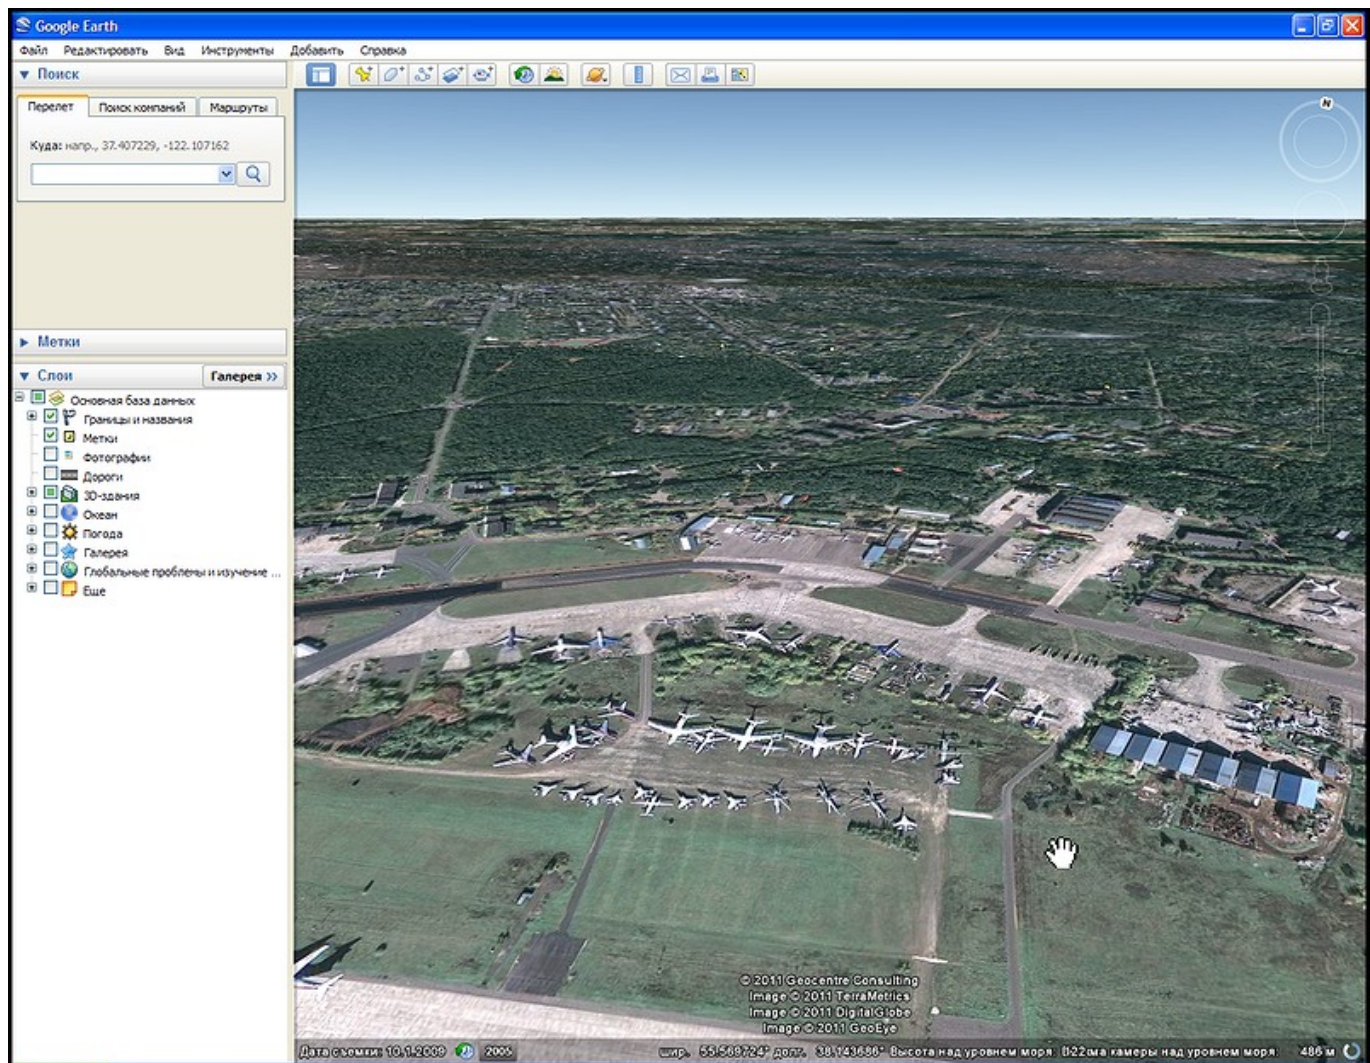 Google Earth
Файл Редактировать Вид Инструменты Добавить Справка
Поиск
Перелет Поиск компаний Маршруты
Куда: напр., 37.407229, -122.107162
Метки
Слои Галерея >>
Основная база данных
Границы и названия
Метки
Фотографии
Дороги
3D-здания
Океан
Погода
Галерея
Глобальные проблемы и изучение ...
Еще
N
© 2011 Geocentre Consulting
Image © 2011 TerraMetrics
Image © 2011 DigitalGlobe
Image © 2011 GeoEye
Дата съемки: 10-1-2009 2005 шир. 55.569724° долг. 38.143686° Высота над уровнем моря камеры над уровнем моря 486 м